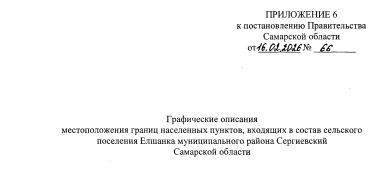 ПРИЛОЖЕНИЕ 6
к постановлению Правительства
Самарской области
от 16.02.2026 № 66
Графические описания
местоположения границ населенных пунктов, входящих в состав сельского
поселения Елшанка муниципального района Сергиевский
Самарской области